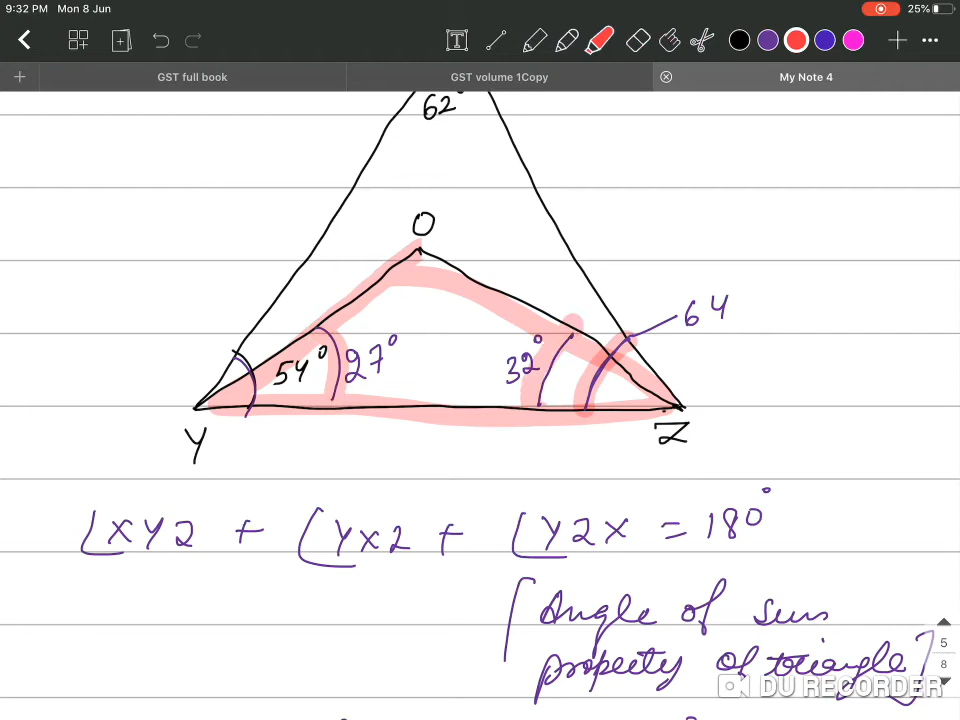 9:32 PM Mon 8 Jun 25%
GST full book GST volume 1Copy My Note 4
62°
O
64
54° 27° 32°
Y Z
∠XYZ + ∠YXZ + ∠YZX = 180°
[Angle of sum
property of triangle]
5
8
DU RECORDER